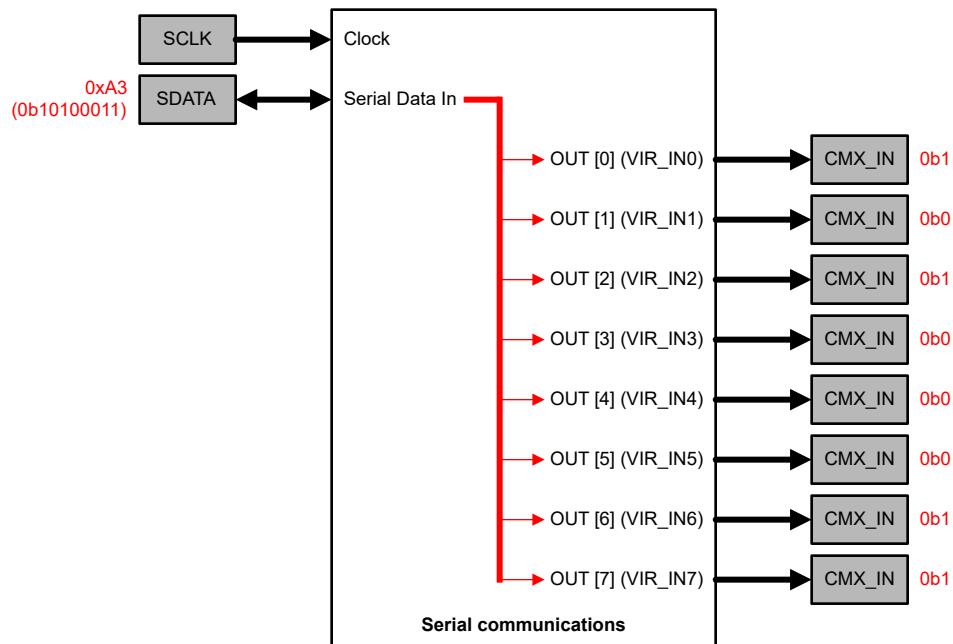 SCLK
Clock
0xA3
(0b10100011)
SDATA
Serial Data In
OUT [0] (VIR_IN0)
CMX_IN
0b1
OUT [1] (VIR_IN1)
CMX_IN
0b0
OUT [2] (VIR_IN2)
CMX_IN
0b1
OUT [3] (VIR_IN3)
CMX_IN
0b0
OUT [4] (VIR_IN4)
CMX_IN
0b0
OUT [5] (VIR_IN5)
CMX_IN
0b0
OUT [6] (VIR_IN6)
CMX_IN
0b1
OUT [7] (VIR_IN7)
CMX_IN
0b1
Serial communications